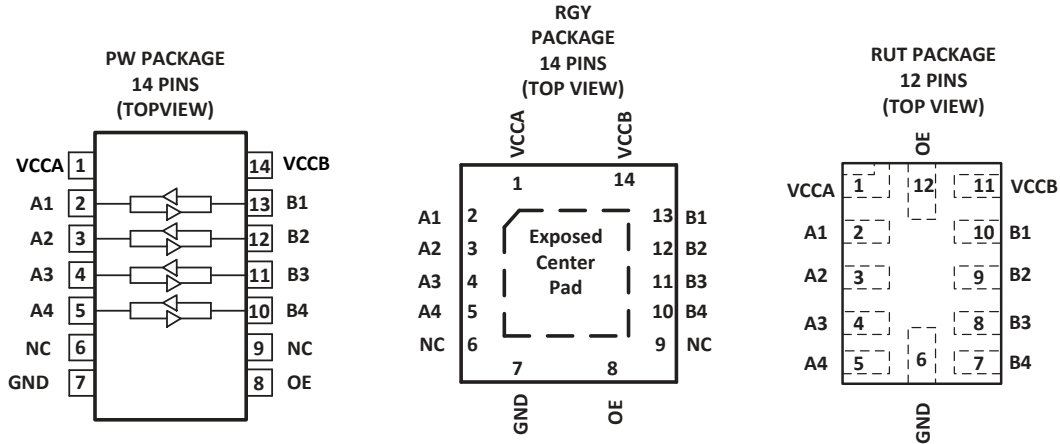 PW PACKAGE
14 PINS
(TOPVIEW)
VCCA 1 14 VCCB
A1 2 13 B1
A2 3 12 B2
A3 4 11 B3
A4 5 10 B4
NC 6 9 NC
GND 7 8 OE
RGY
PACKAGE
14 PINS
(TOP VIEW)
VCCA VCCB
1 14
A1 2 13 B1
A2 3 12 B2
A3 4 11 B3
A4 5 10 B4
NC 6 9 NC
Exposed
Center
Pad
7 8
GND OE
RUT PACKAGE
12 PINS
(TOP VIEW)
OE
VCCA 1 12 11 VCCB
A1 2 10 B1
A2 3 9 B2
A3 4 8 B3
A4 5 6 7 B4
GND